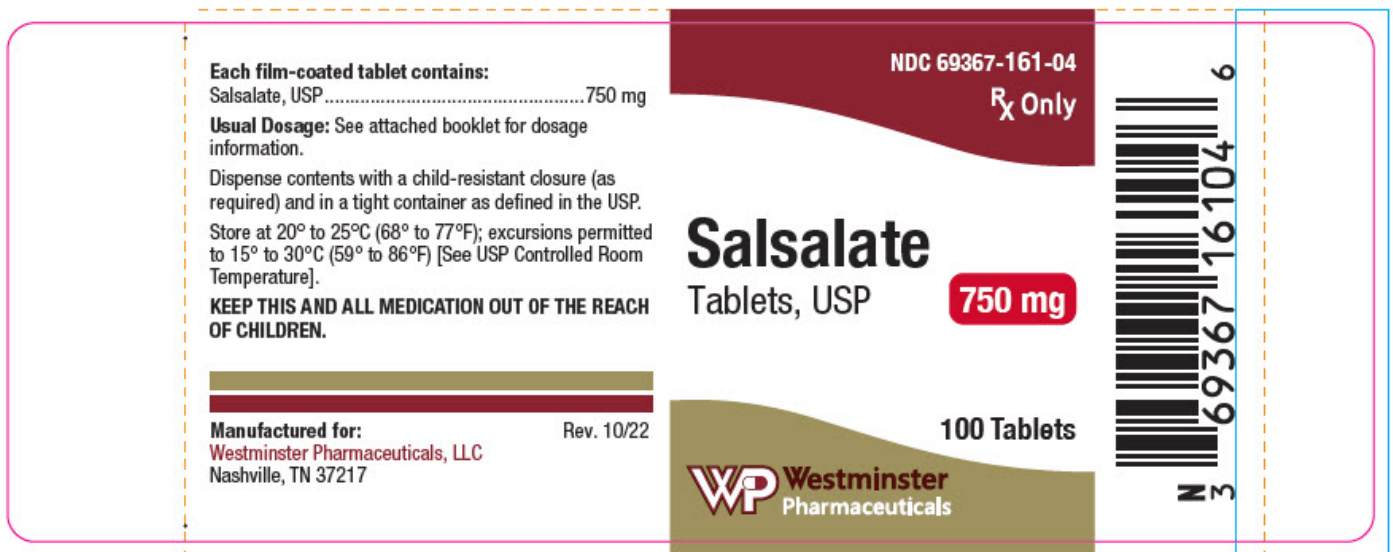 Each film-coated tablet contains:
Salsalate, USP....................................................750 mg
Usual Dosage: See attached booklet for dosage
information.
Dispense contents with a child-resistant closure (as
required) and in a tight container as defined in the USP.
Store at 20° to 25°C (68° to 77°F); excursions permitted
to 15° to 30°C (59° to 86°F) [See USP Controlled Room
Temperature].
KEEP THIS AND ALL MEDICATION OUT OF THE REACH
OF CHILDREN.
Manufactured for: Rev. 10/22
Westminster Pharmaceuticals, LLC
Nashville, TN 37217
NDC 69367-161-04
Rx Only
Salsalate
Tablets, USP 750 mg
100 Tablets
WP Westminster
Pharmaceuticals
N 3 69367 16104 6